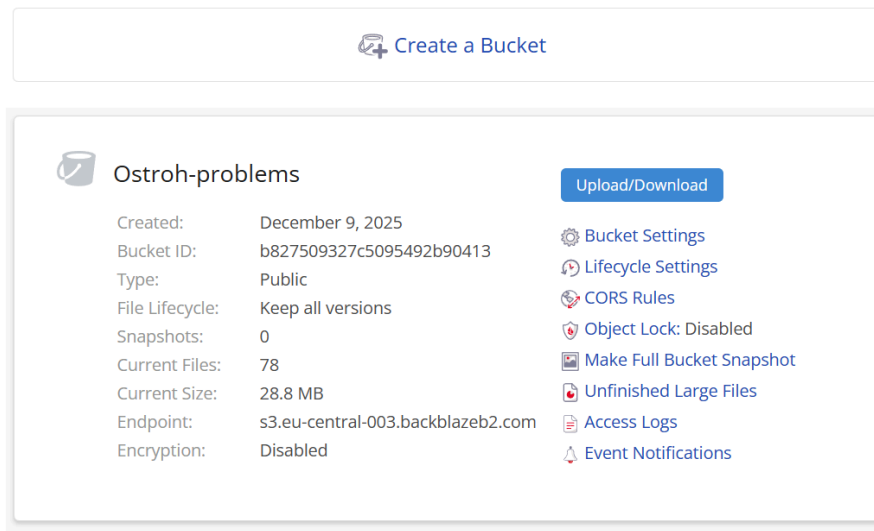 Create a Bucket
Ostroh-problems
Upload/Download
Created: December 9, 2025
Bucket ID: b827509327c5095492b90413
Type: Public
File Lifecycle: Keep all versions
Snapshots: 0
Current Files: 78
Current Size: 28.8 MB
Endpoint: s3.eu-central-003.backblazeb2.com
Encryption: Disabled
Bucket Settings
Lifecycle Settings
CORS Rules
Object Lock: Disabled
Make Full Bucket Snapshot
Unfinished Large Files
Access Logs
Event Notifications